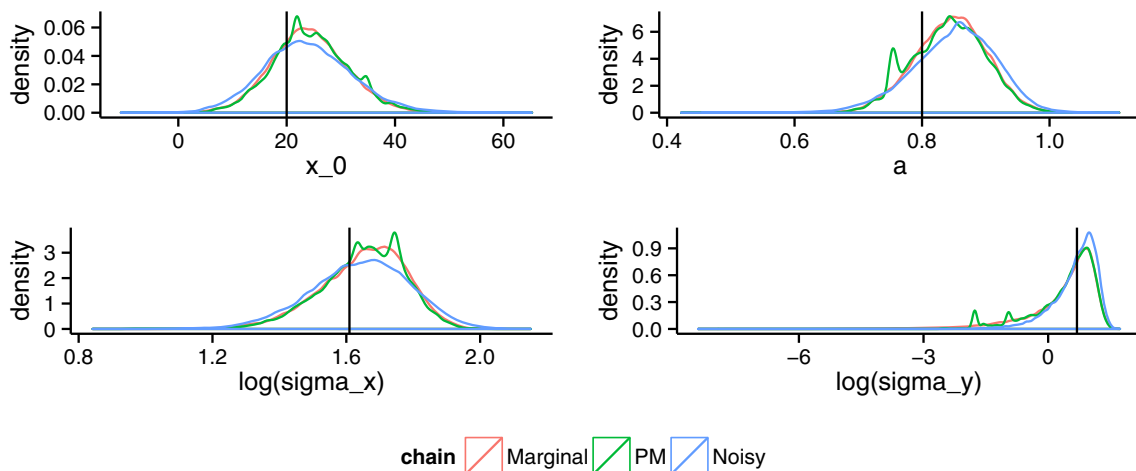 density
0.06
0.04
0.02
0.00
0 20 40 60
x_0
density
6
4
2
0
0.4 0.6 0.8 1.0
a
density
3
2
1
0
0.8 1.2 1.6 2.0
log(sigma_x)
density
0.9
0.6
0.3
0.0
−6 −3 0
log(sigma_y)
chain Marginal PM Noisy